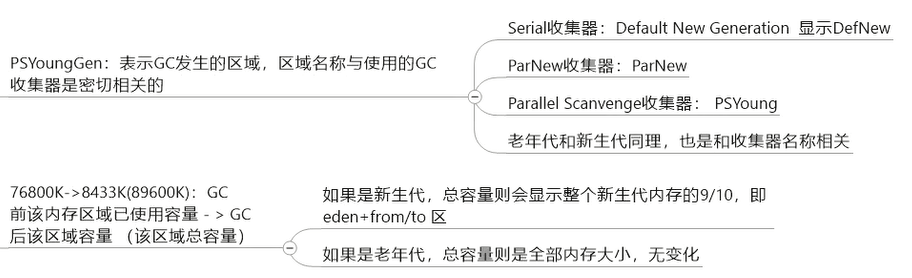 PSYoungGen：表示GC发生的区域，区域名称与使用的GC
收集器是密切相关的
Serial收集器：Default New Generation 显示DefNew
ParNew收集器：ParNew
Parallel Scanvenge收集器： PSYoung
老年代和新生代同理，也是和收集器名称相关
76800K->8433K(89600K)：GC
前该内存区域已使用容量 - > GC
后该区域容量 （该区域总容量）
如果是新生代，总容量则会显示整个新生代内存的9/10，即
eden+from/to 区
如果是老年代，总容量则是全部内存大小，无变化